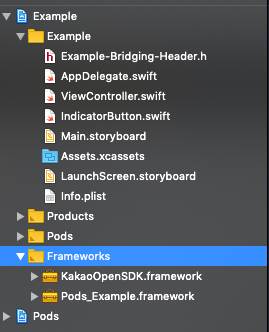 Example
Example
Example-Bridging-Header.h
AppDelegate.swift
ViewController.swift
IndicatorButton.swift
Main.storyboard
Assets.xcassets
LaunchScreen.storyboard
Info.plist
Products
Pods
Frameworks
KakaoOpenSDK.framework
Pods_Example.framework
Pods